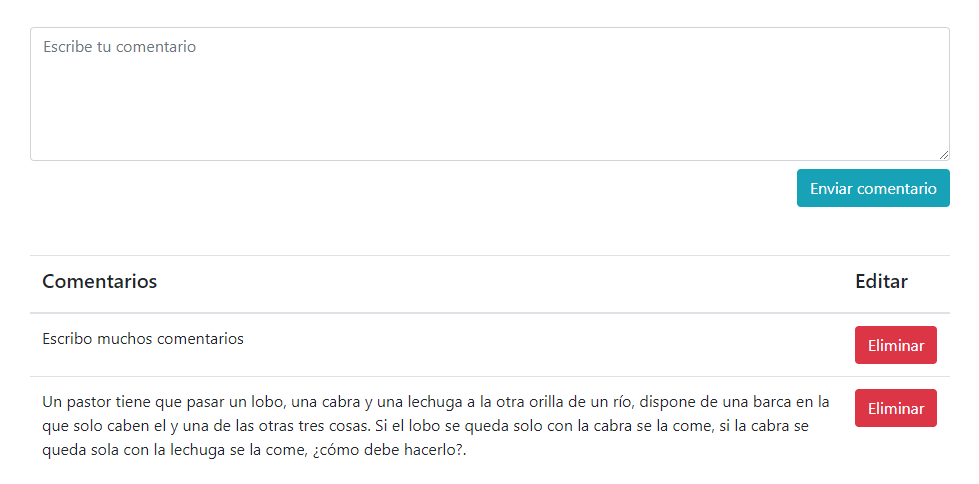 Escribe tu comentario
Enviar comentario
Comentarios
Editar
Escribo muchos comentarios
Eliminar
Un pastor tiene que pasar un lobo, una cabra y una lechuga a la otra orilla de un río, dispone de una barca en la
que solo caben el y una de las otras tres cosas. Si el lobo se queda solo con la cabra se la come, si la cabra se
queda sola con la lechuga se la come, ¿cómo debe hacerlo?.
Eliminar